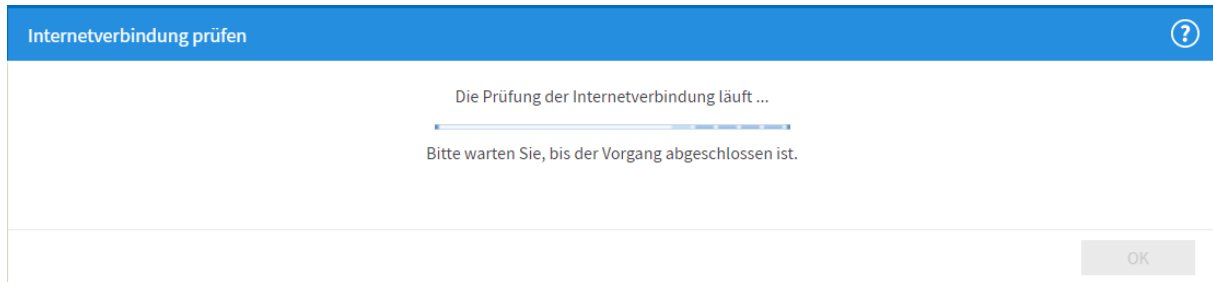 Internetverbindung prüfen
?
Die Prüfung der Internetverbindung läuft ...
Bitte warten Sie, bis der Vorgang abgeschlossen ist.
OK